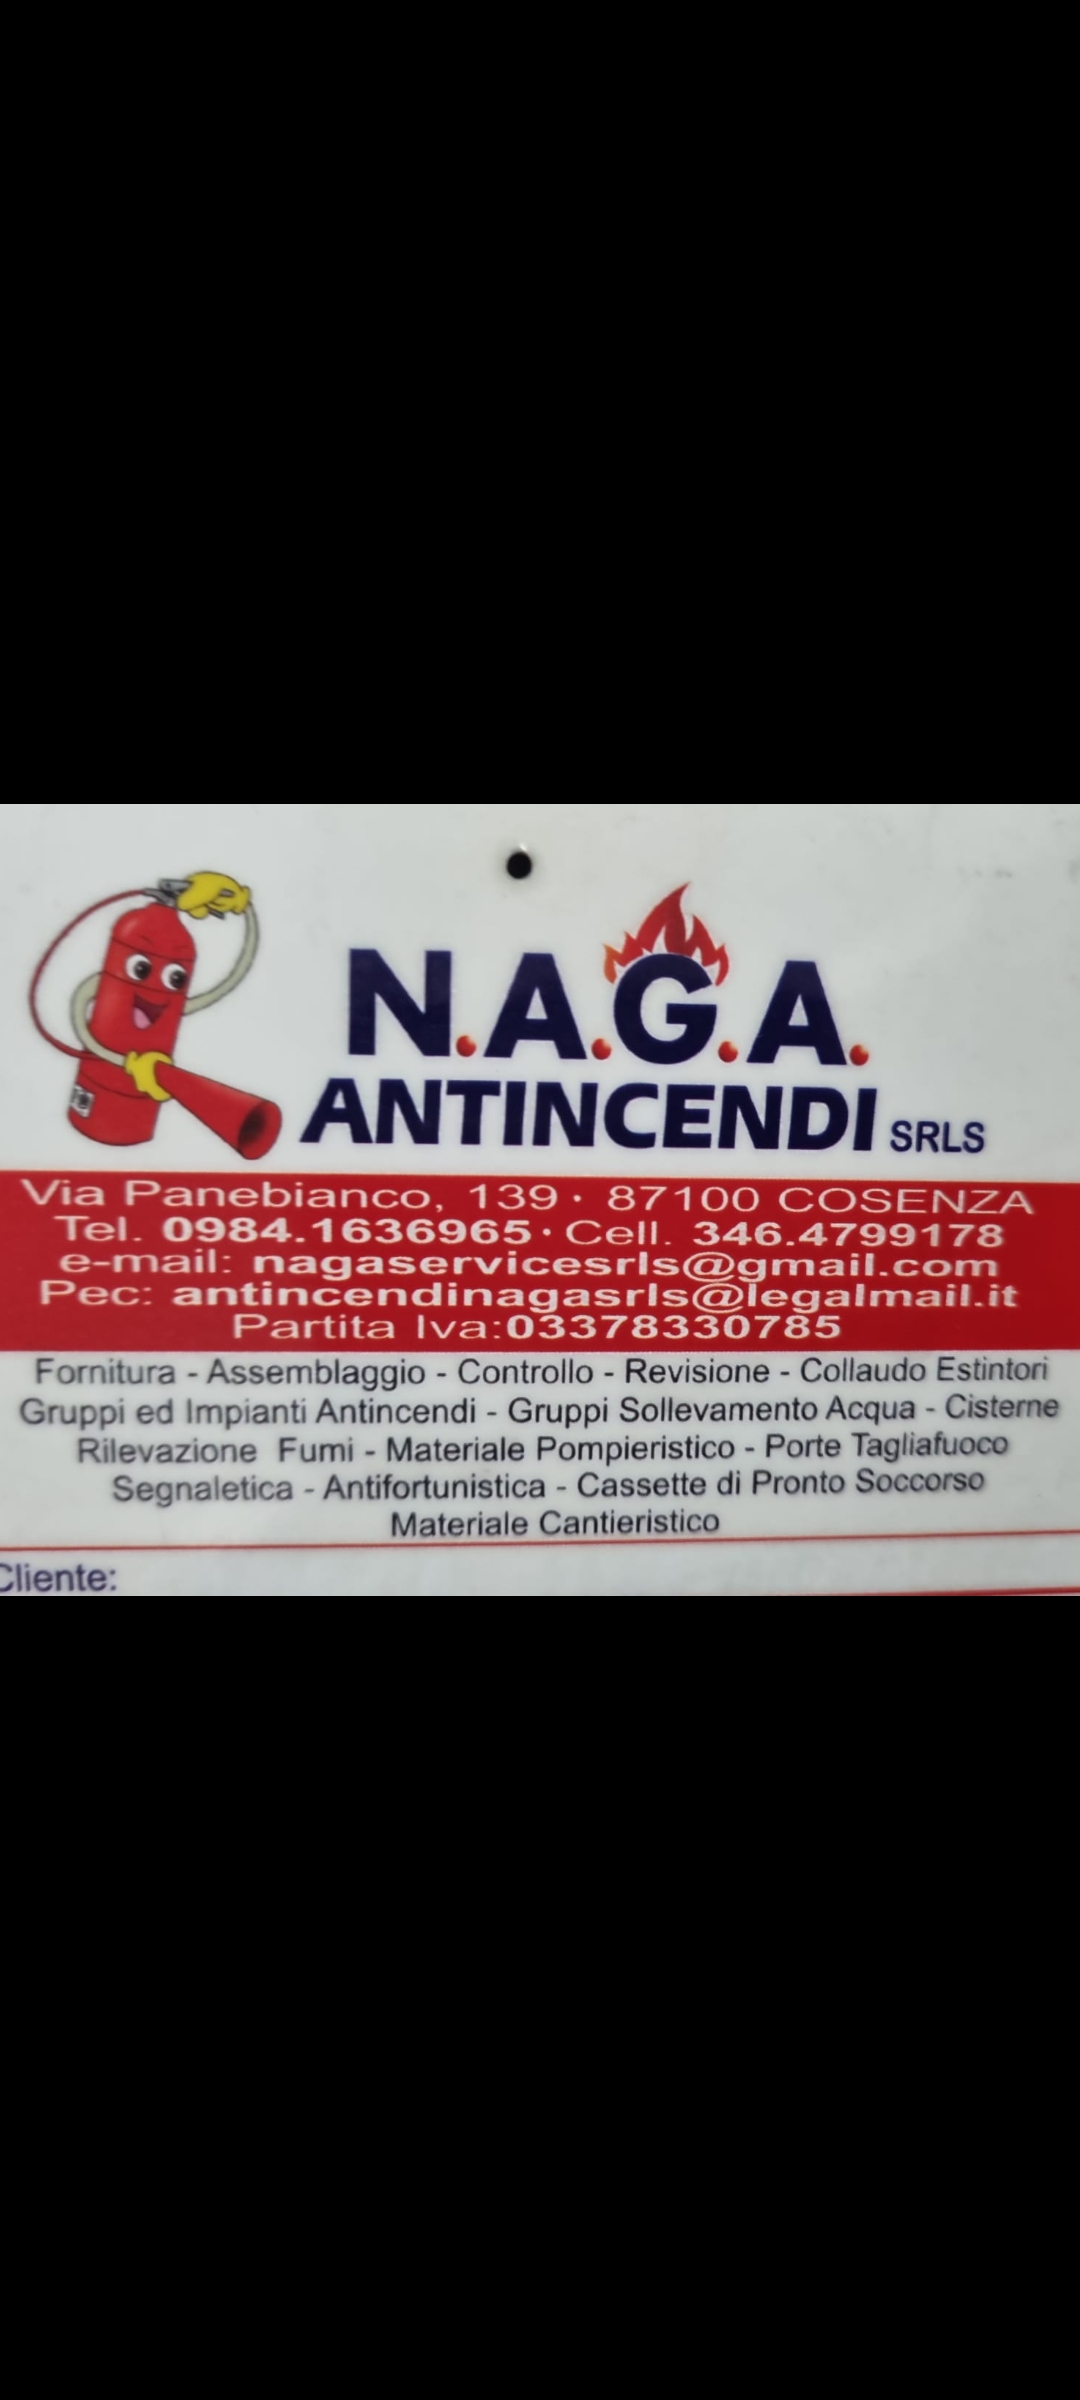 N.A.G.A.
ANTINCENDI SRLS
Via Panebianco, 139 · 87100 COSENZA
Tel. 0984.1636965 · Cell. 346.4799178
e-mail: nagaservicesrls@gmail.com
Pec: antincendinagasrls@legalmail.it
Partita Iva:03378330785
Fornitura - Assemblaggio - Controllo - Revisione - Collaudo Estintori
Gruppi ed Impianti Antincendi - Gruppi Sollevamento Acqua - Cisterne
Rilevazione Fumi - Materiale Pompieristico - Porte Tagliafuoco
Segnaletica - Antifortunistica - Cassette di Pronto Soccorso
Materiale Cantieristico
Cliente: